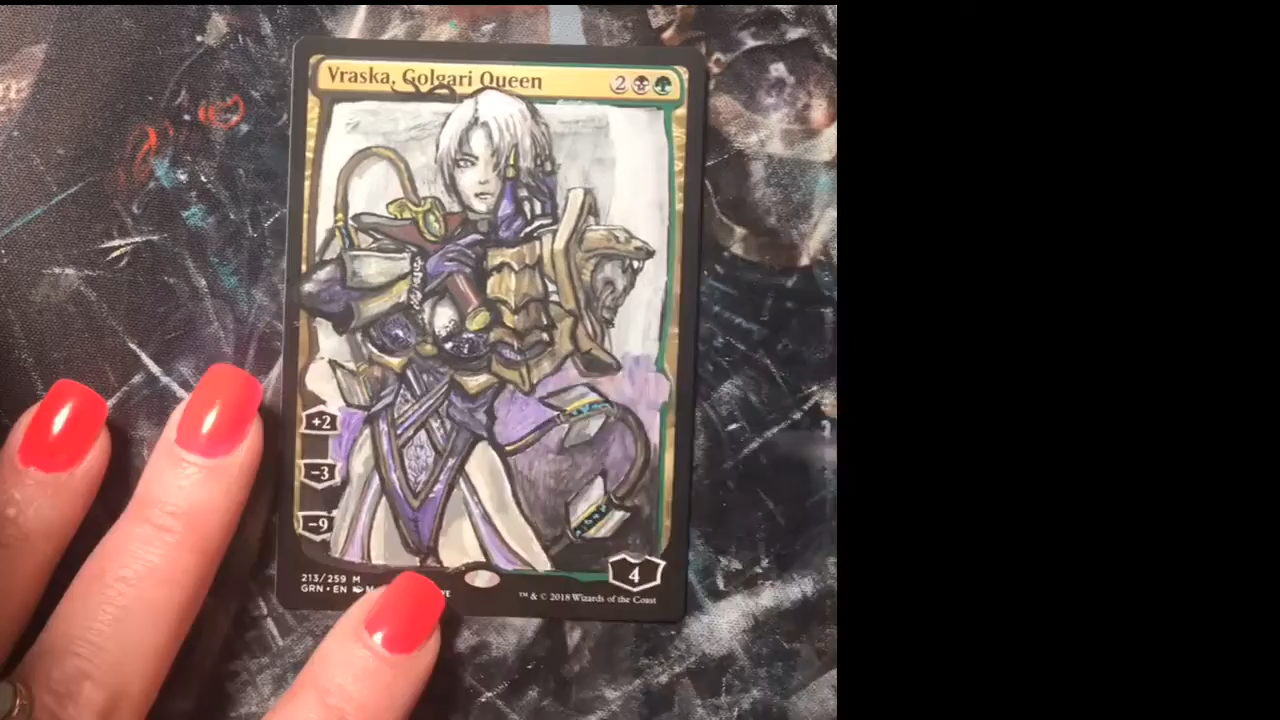 Vraska, Golgari Queen 2
+2
−3
−9
213/259 M
GRN • EN
4
™ & © 2018 Wizards of the Coast